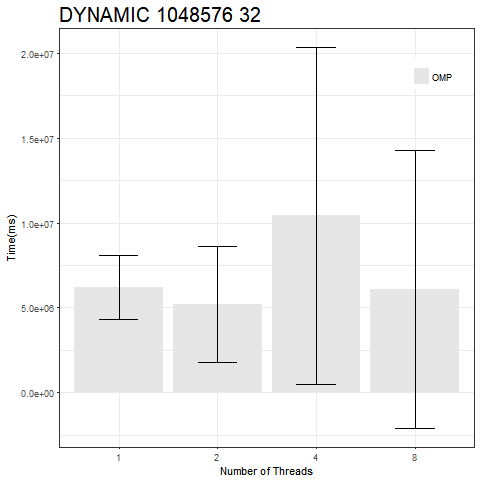 DYNAMIC 1048576 32
2.0e+07
OMP
1.5e+07
1.0e+07
Time(ms)
5.0e+06
0.0e+00
1 2 4 8
Number of Threads